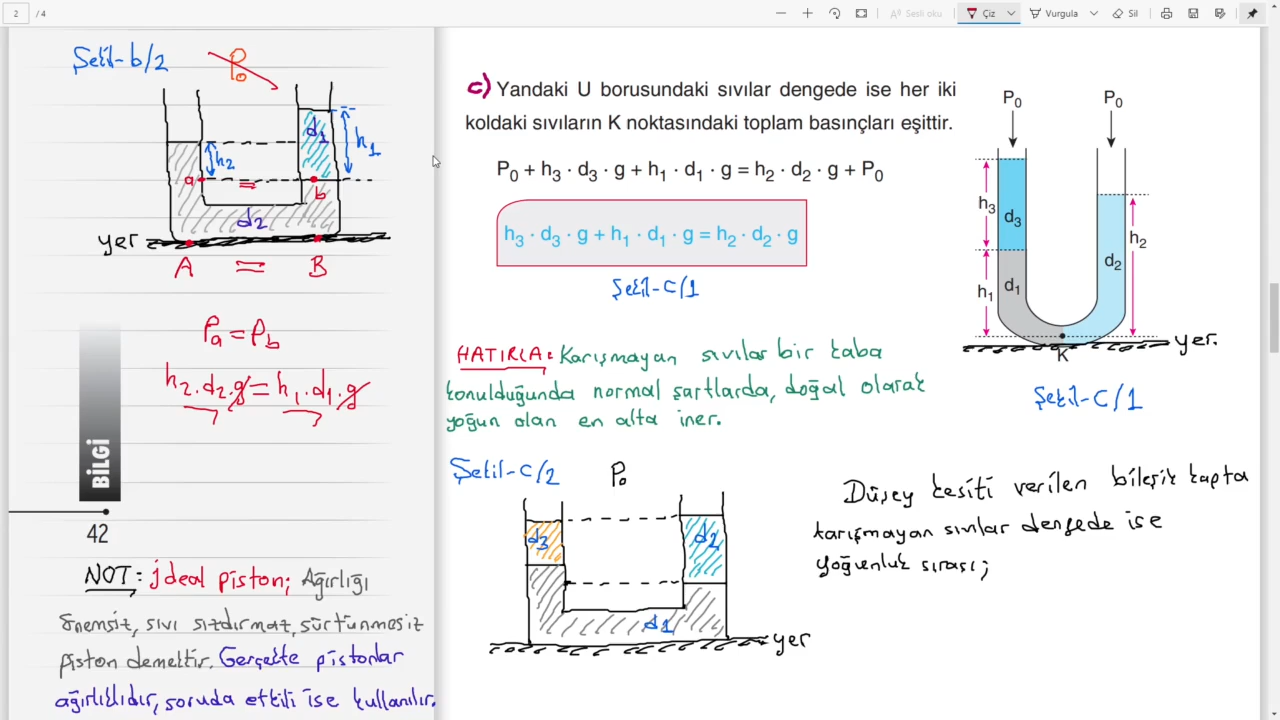 2 / 4
Sesli oku
Çiz
Vurgula
Sil
Şekil-b/2
P₀
d₁
h₁
h₂
a = b
d₂
yer
A = B
Pₐ = P_b
h₂.d₂.g = h₁.d₁.g
BİLGİ
42
NOT: İdeal piston; Ağırlığı
önemsiz, sıvı sızdırmaz, sürtünmesiz
piston demektir. Gerçekte pistonlar
ağırlıklıdır, soruda etkili ise kullanılır.
c) Yandaki U borusundaki sıvılar dengede ise her iki
koldaki sıvıların K noktasındaki toplam basınçları eşittir.
P₀ + h₃ · d₃ · g + h₁ · d₁ · g = h₂ · d₂ · g + P₀
h₃ · d₃ · g + h₁ · d₁ · g = h₂ · d₂ · g
Şekil-C/1
P₀ P₀
h₃ d₃
h₂
d₂
h₁ d₁
K
yer.
Şekil-C/1
HATIRLA: Karışmayan sıvılar bir kaba
konulduğunda normal şartlarda, doğal olarak
yoğun olan en alta iner.
Şekil-C/2
P₀
d₃ d₂
d₁
yer
Düşey kesiti verilen bileşik kapta
karışmayan sıvılar dengede ise
yoğunluk sırası;